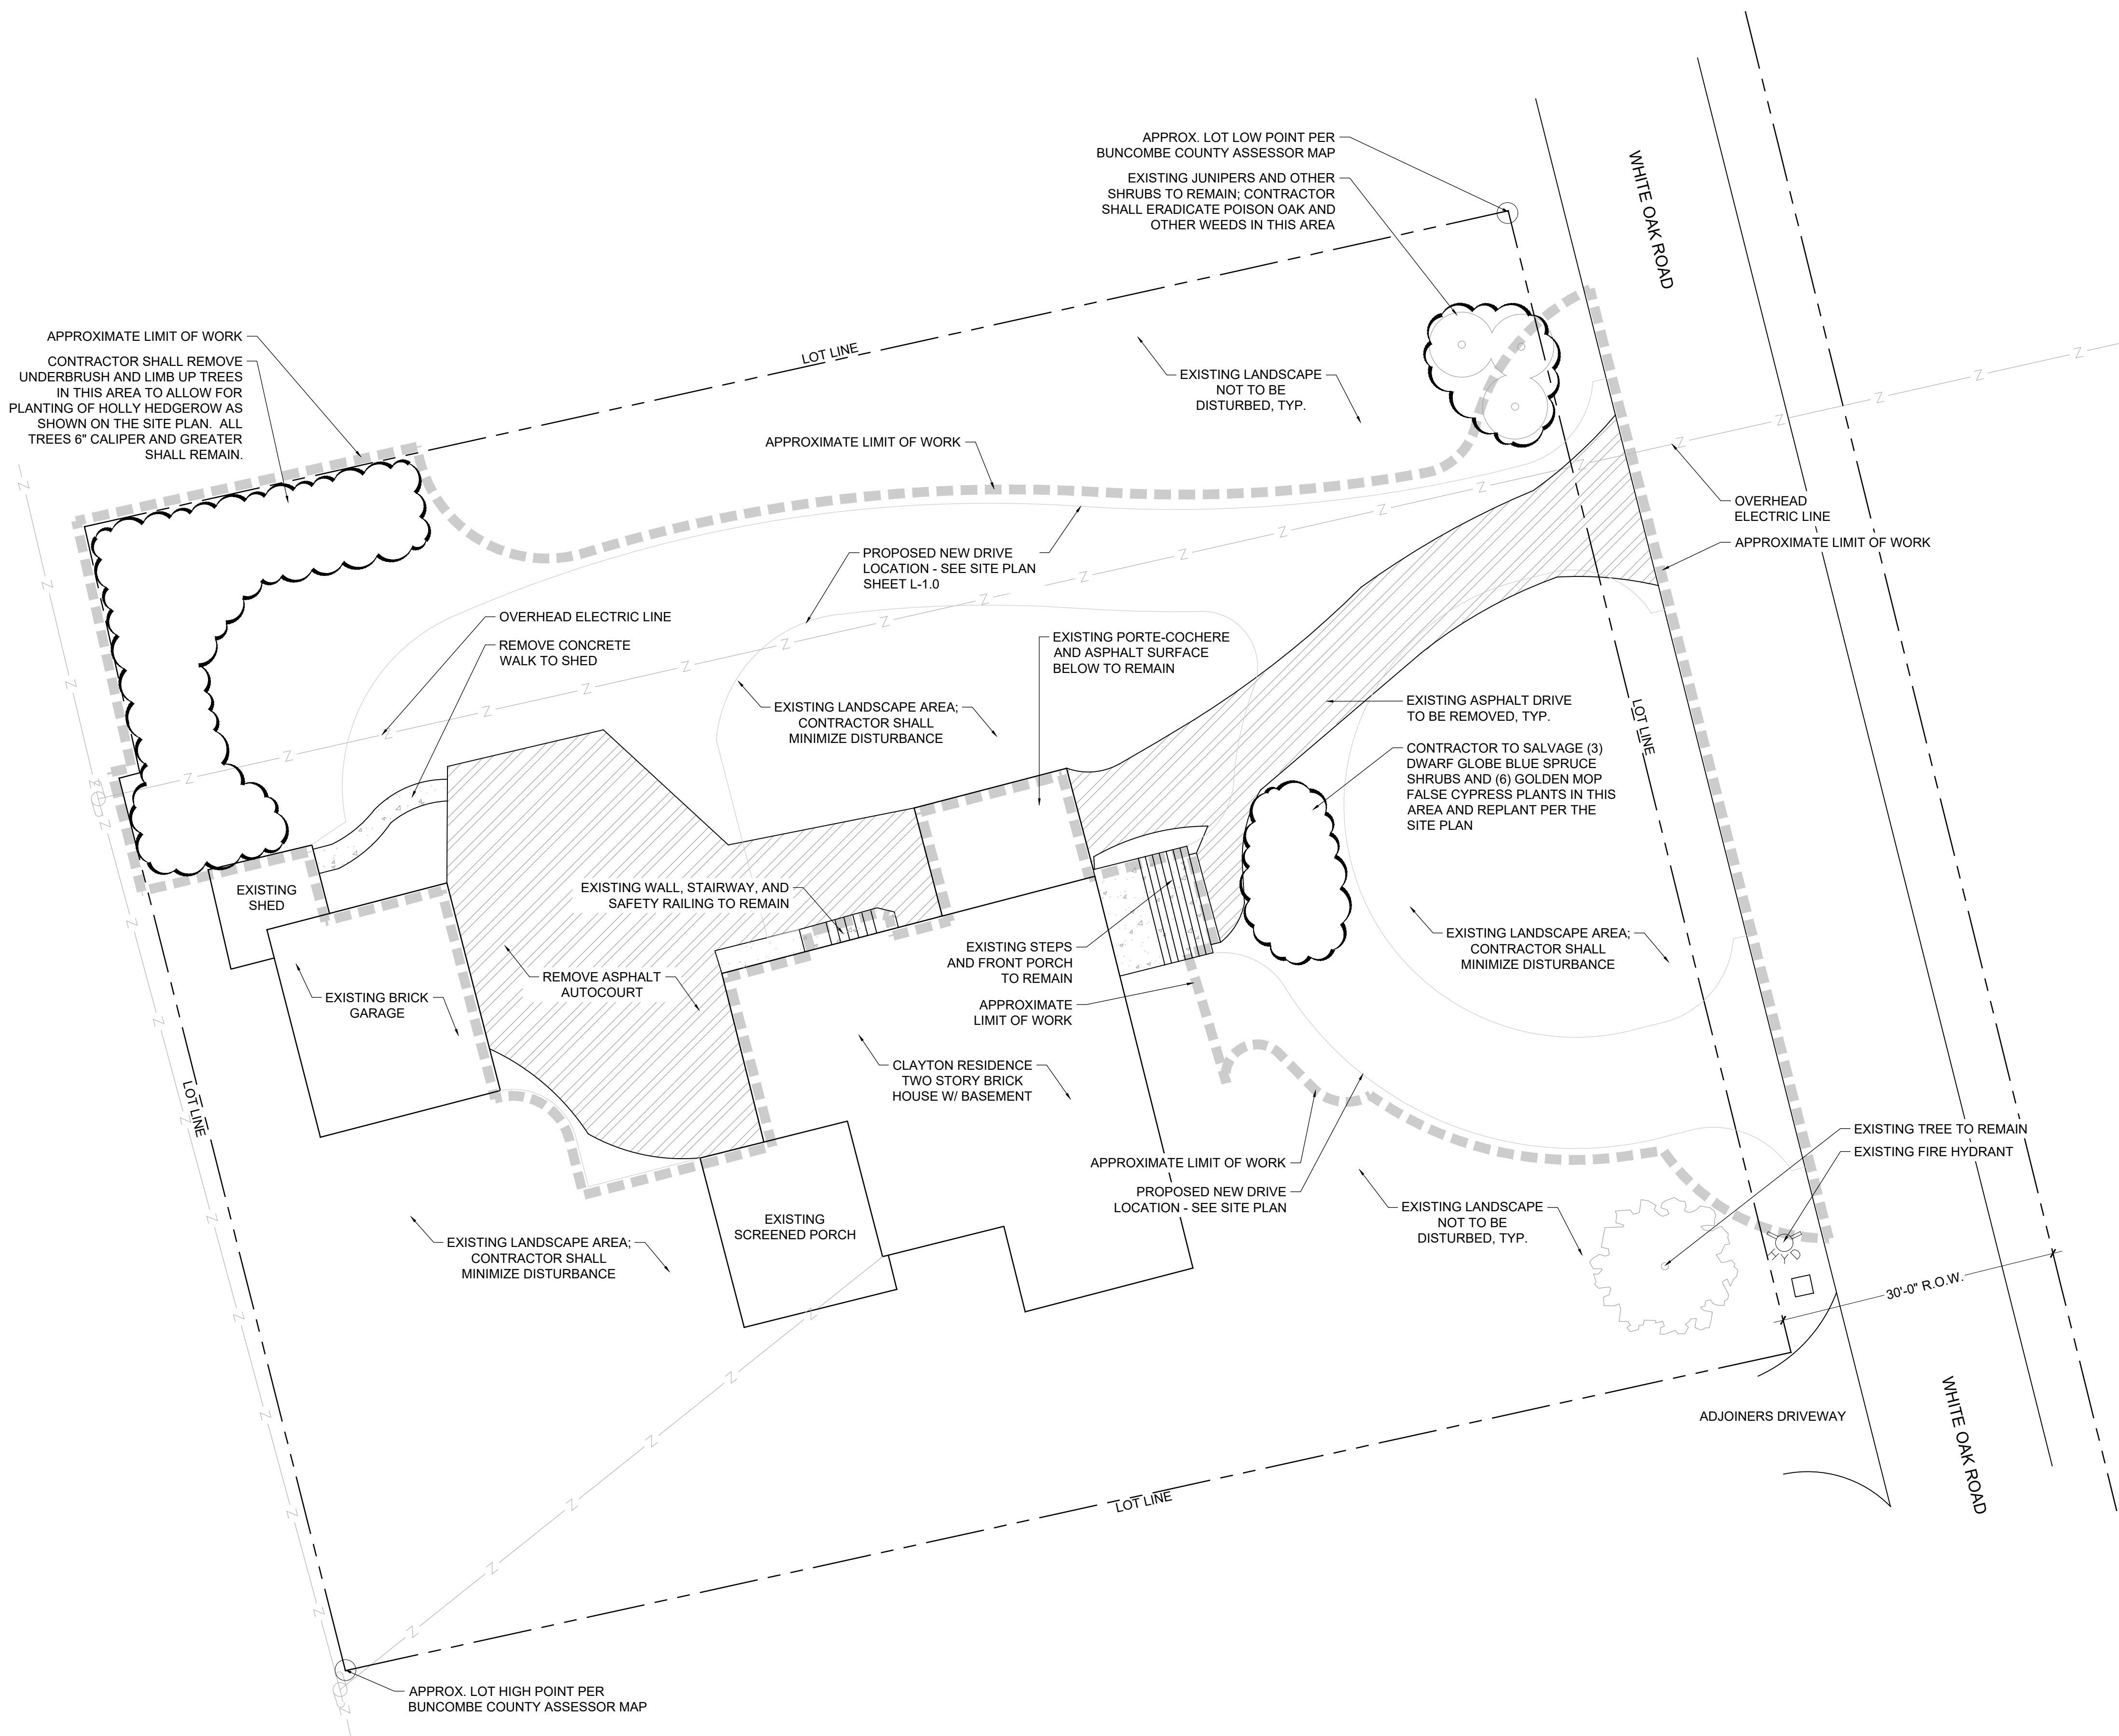 APPROX. LOT LOW POINT PER
BUNCOMBE COUNTY ASSESSOR MAP
EXISTING JUNIPERS AND OTHER
SHRUBS TO REMAIN; CONTRACTOR
SHALL ERADICATE POISON OAK AND
OTHER WEEDS IN THIS AREA
WHITE OAK ROAD
APPROXIMATE LIMIT OF WORK
CONTRACTOR SHALL REMOVE
UNDERBRUSH AND LIMB UP TREES
IN THIS AREA TO ALLOW FOR
PLANTING OF HOLLY HEDGEROW AS
SHOWN ON THE SITE PLAN. ALL
TREES 6" CALIPER AND GREATER
SHALL REMAIN.
LOT LINE
EXISTING LANDSCAPE
NOT TO BE
DISTURBED, TYP.
APPROXIMATE LIMIT OF WORK
OVERHEAD
ELECTRIC LINE
APPROXIMATE LIMIT OF WORK
PROPOSED NEW DRIVE
LOCATION - SEE SITE PLAN
SHEET L-1.0
OVERHEAD ELECTRIC LINE
REMOVE CONCRETE
WALK TO SHED
EXISTING PORTE-COCHERE
AND ASPHALT SURFACE
BELOW TO REMAIN
EXISTING LANDSCAPE AREA;
CONTRACTOR SHALL
MINIMIZE DISTURBANCE
EXISTING ASPHALT DRIVE
TO BE REMOVED, TYP.
LOT LINE
CONTRACTOR TO SALVAGE (3)
DWARF GLOBE BLUE SPRUCE
SHRUBS AND (6) GOLDEN MOP
FALSE CYPRESS PLANTS IN THIS
AREA AND REPLANT PER THE
SITE PLAN
EXISTING
SHED
EXISTING WALL, STAIRWAY, AND
SAFETY RAILING TO REMAIN
EXISTING STEPS
AND FRONT PORCH
TO REMAIN
EXISTING LANDSCAPE AREA;
CONTRACTOR SHALL
MINIMIZE DISTURBANCE
REMOVE ASPHALT
AUTOCOURT
EXISTING BRICK
GARAGE
APPROXIMATE
LIMIT OF WORK
CLAYTON RESIDENCE
TWO STORY BRICK
HOUSE W/ BASEMENT
LOT LINE
EXISTING TREE TO REMAIN
EXISTING FIRE HYDRANT
APPROXIMATE LIMIT OF WORK
PROPOSED NEW DRIVE
LOCATION - SEE SITE PLAN
EXISTING LANDSCAPE
NOT TO BE
DISTURBED, TYP.
EXISTING
SCREENED PORCH
EXISTING LANDSCAPE AREA;
CONTRACTOR SHALL
MINIMIZE DISTURBANCE
HYD
30'-0" R.O.W.
ADJOINERS DRIVEWAY
WHITE OAK ROAD
LOT LINE
APPROX. LOT HIGH POINT PER
BUNCOMBE COUNTY ASSESSOR MAP